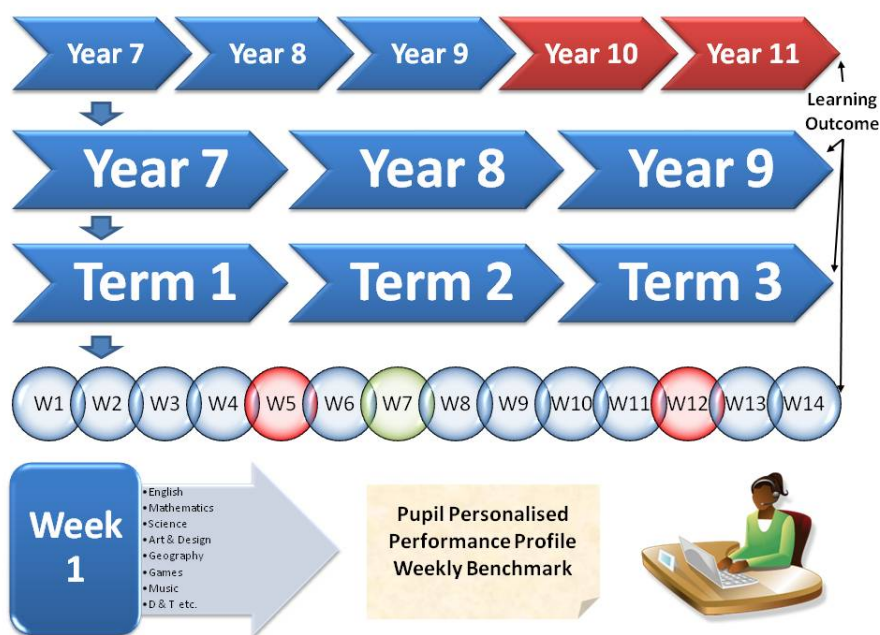 Year 7
Year 8
Year 9
Year 10
Year 11
Learning
Outcome
Year 7
Year 8
Year 9
Term 1
Term 2
Term 3
W1
W2
W3
W4
W5
W6
W7
W8
W9
W10
W11
W12
W13
W14
Week
1
•English
•Mathematics
•Science
•Art & Design
•Geography
•Games
•Music
•D & T etc.
Pupil Personalised
Performance Profile
Weekly Benchmark